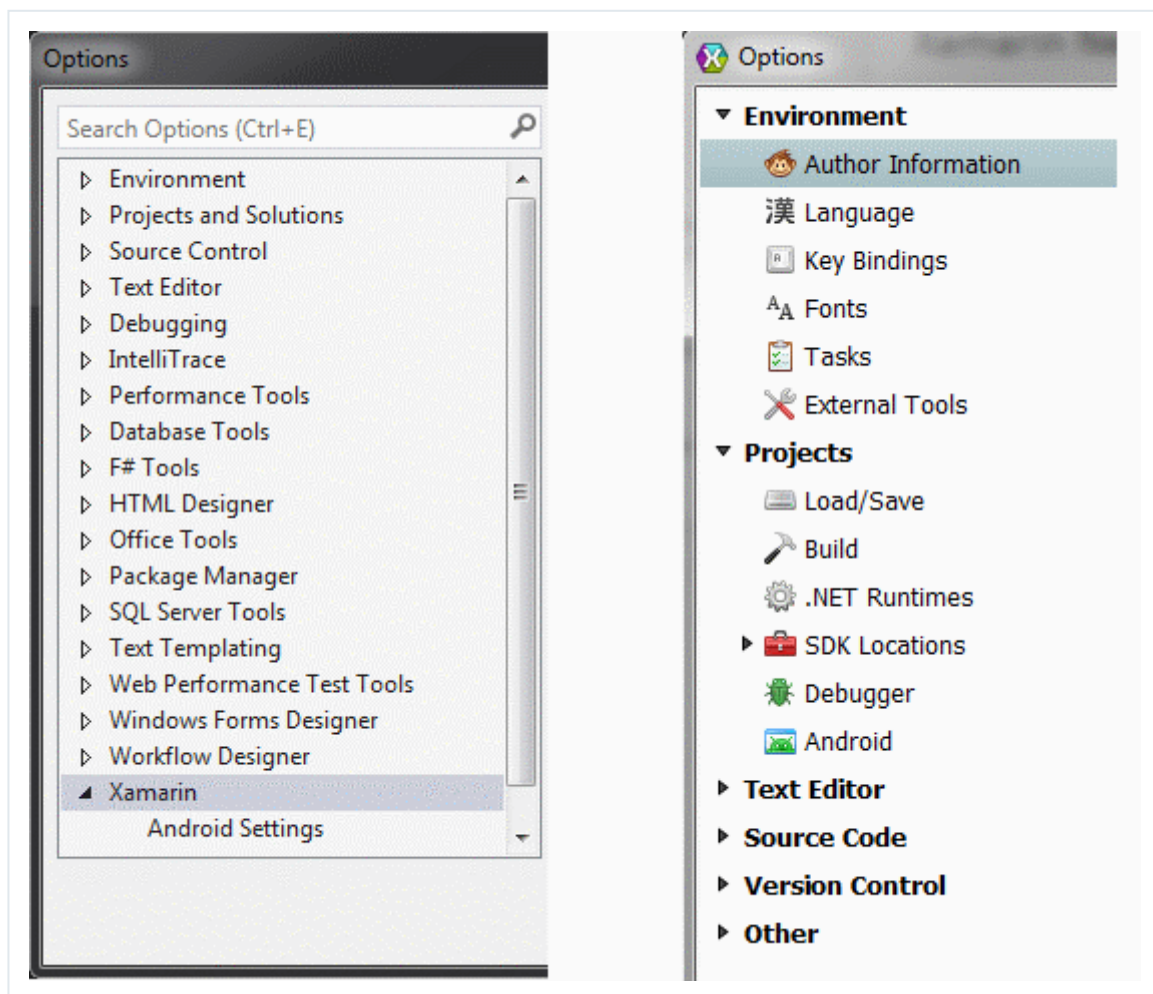 Options
Search Options (Ctrl+E)
Environment
Projects and Solutions
Source Control
Text Editor
Debugging
IntelliTrace
Performance Tools
Database Tools
F# Tools
HTML Designer
Office Tools
Package Manager
SQL Server Tools
Text Templating
Web Performance Test Tools
Windows Forms Designer
Workflow Designer
Xamarin
Android Settings
Options
Environment
Author Information
漢 Language
Key Bindings
AA Fonts
Tasks
External Tools
Projects
Load/Save
Build
.NET Runtimes
SDK Locations
Debugger
Android
Text Editor
Source Code
Version Control
Other